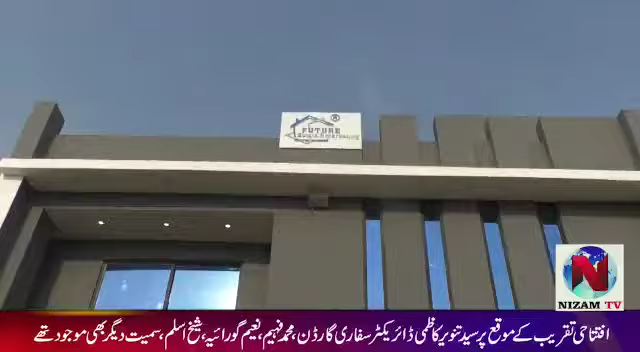 FUTURE
®
NIZAM TV
افتتاحی تقریب کے موقع پر سید تنویر کاظمی ڈائریکٹر سفاری گارڈن، محمد فہیم، نعیم گورائیہ، شیخ اسلم، سمیت دیگر بھی موجود تھے